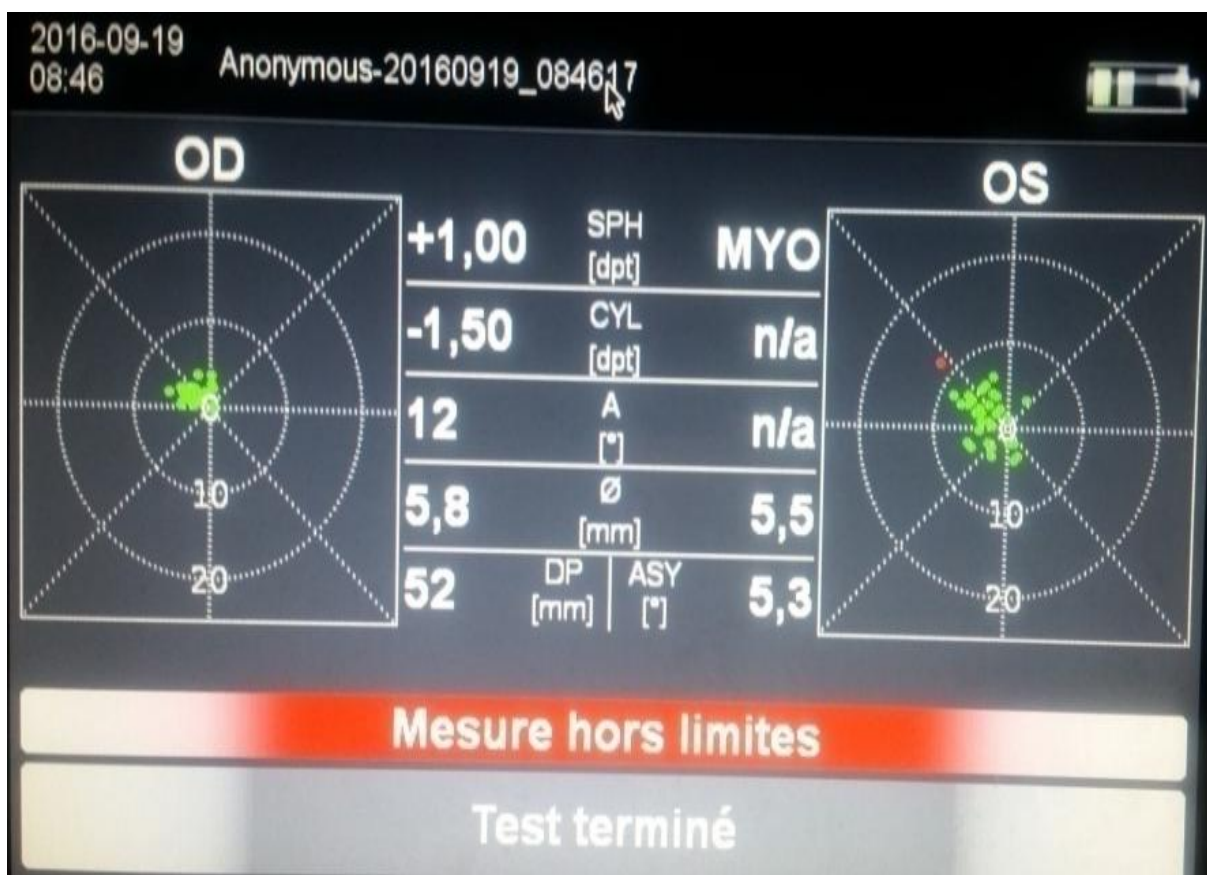 2016-09-19
08:46
Anonymous-20160919_084617
OD
OS
+1,00 SPH [dpt] MYO
-1,50 CYL [dpt] n/a
12 A [°] n/a
5,8 Ø [mm] 5,5
52 DP [mm] ASY [°] 5,3
10
20
10
20
Mesure hors limites
Test terminé